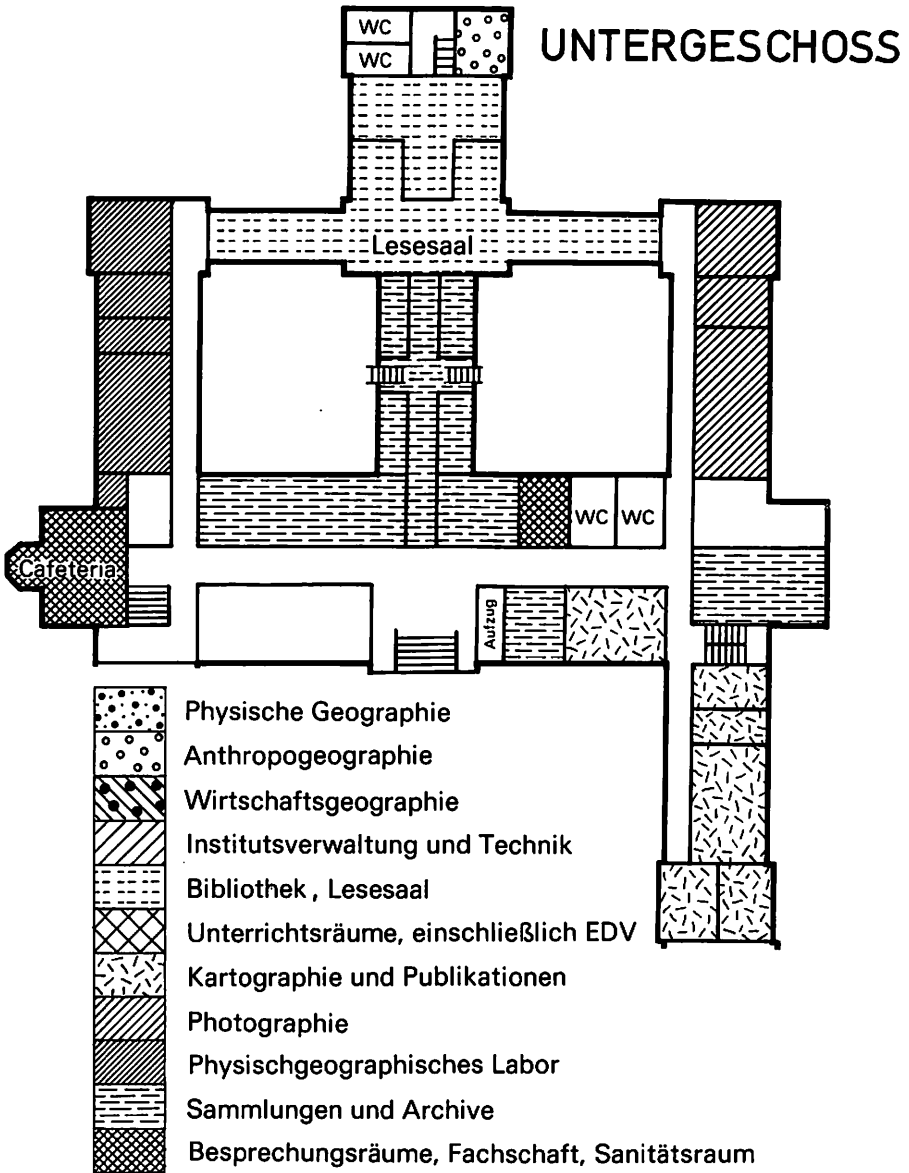 UNTERGESCHOSS
WC
WC
Lesesaal
WC WC
Cafeteria
Aufzug
Physische Geographie
Anthropogeographie
Wirtschaftsgeographie
Institutsverwaltung und Technik
Bibliothek, Lesesaal
Unterrichtsräume, einschließlich EDV
Kartographie und Publikationen
Photographie
Physischgeographisches Labor
Sammlungen und Archive
Besprechungsräume, Fachschaft, Sanitätsraum